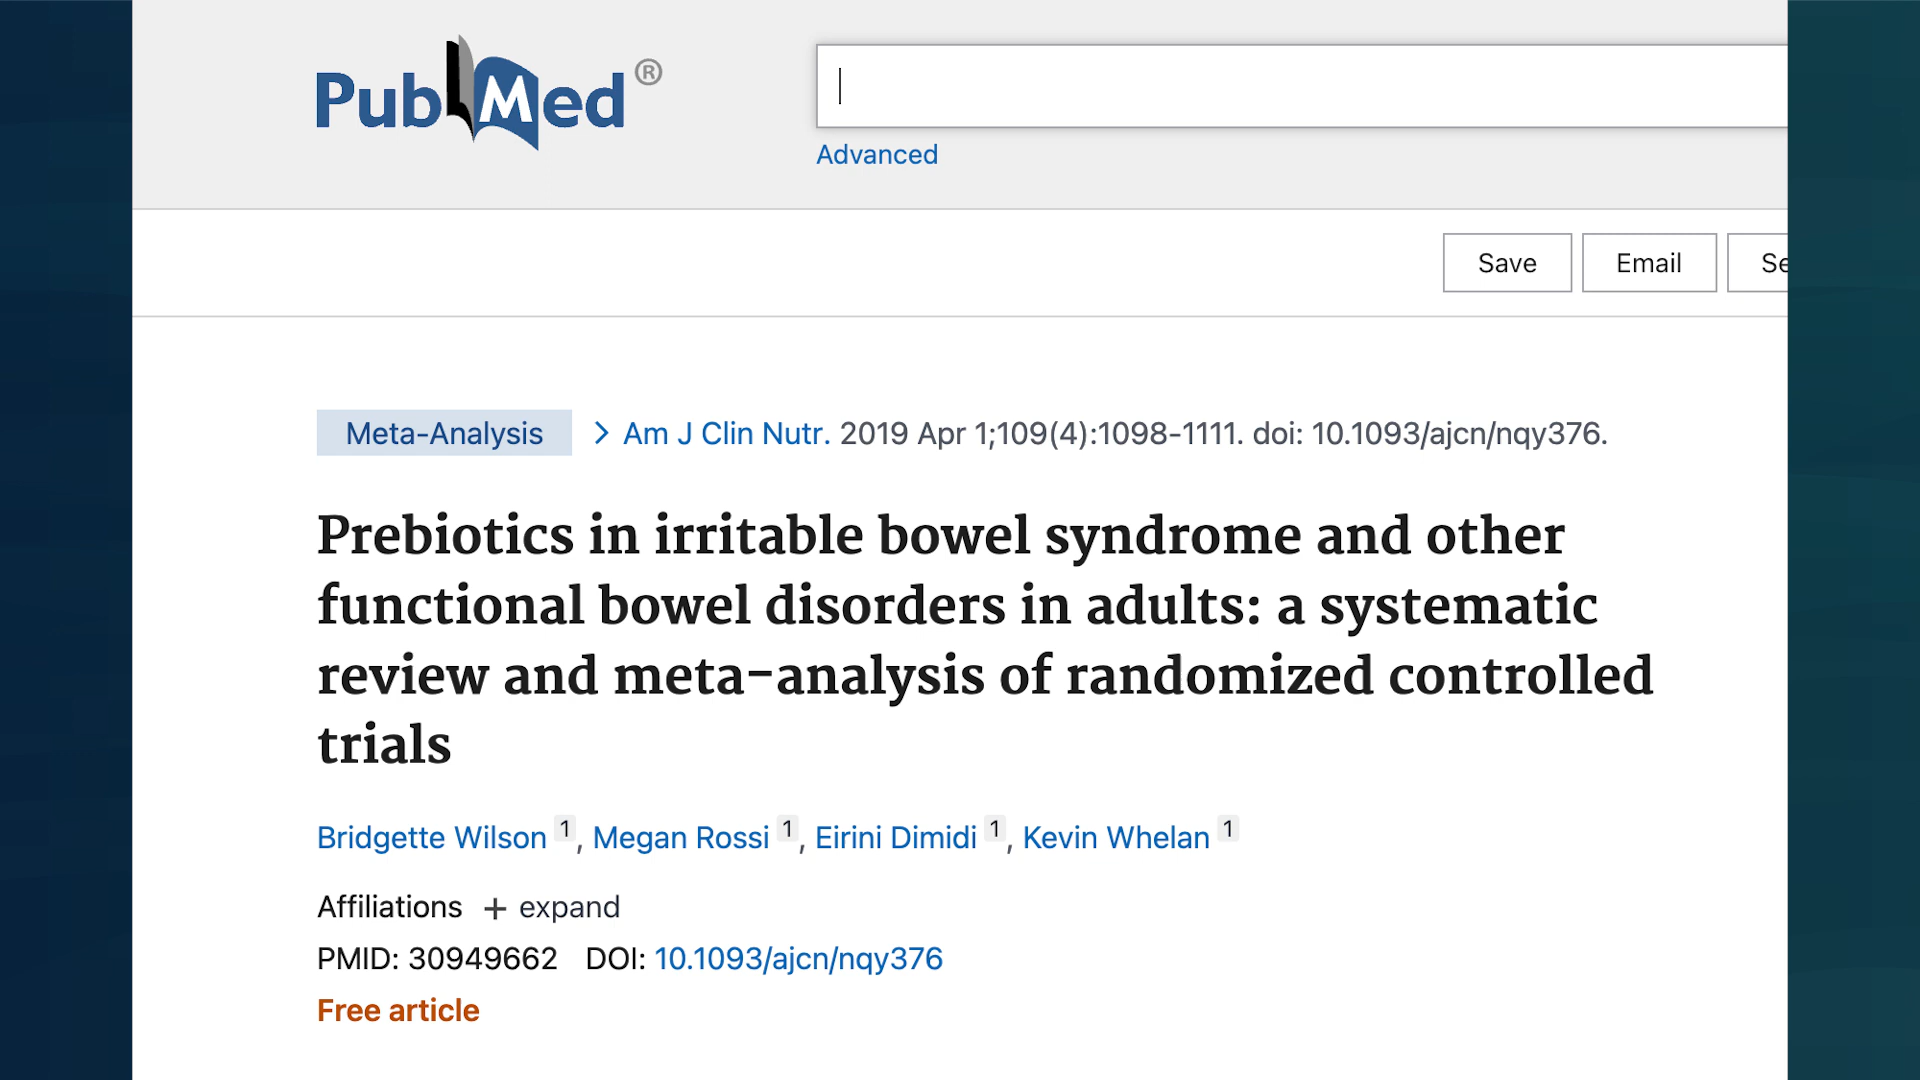 PubMed®
Advanced
Save Email Se
Meta-Analysis > Am J Clin Nutr. 2019 Apr 1;109(4):1098-1111. doi: 10.1093/ajcn/nqy376.
Prebiotics in irritable bowel syndrome and other
functional bowel disorders in adults: a systematic
review and meta-analysis of randomized controlled
trials
Bridgette Wilson 1, Megan Rossi 1, Eirini Dimidi 1, Kevin Whelan 1
Affiliations + expand
PMID: 30949662 DOI: 10.1093/ajcn/nqy376
Free article